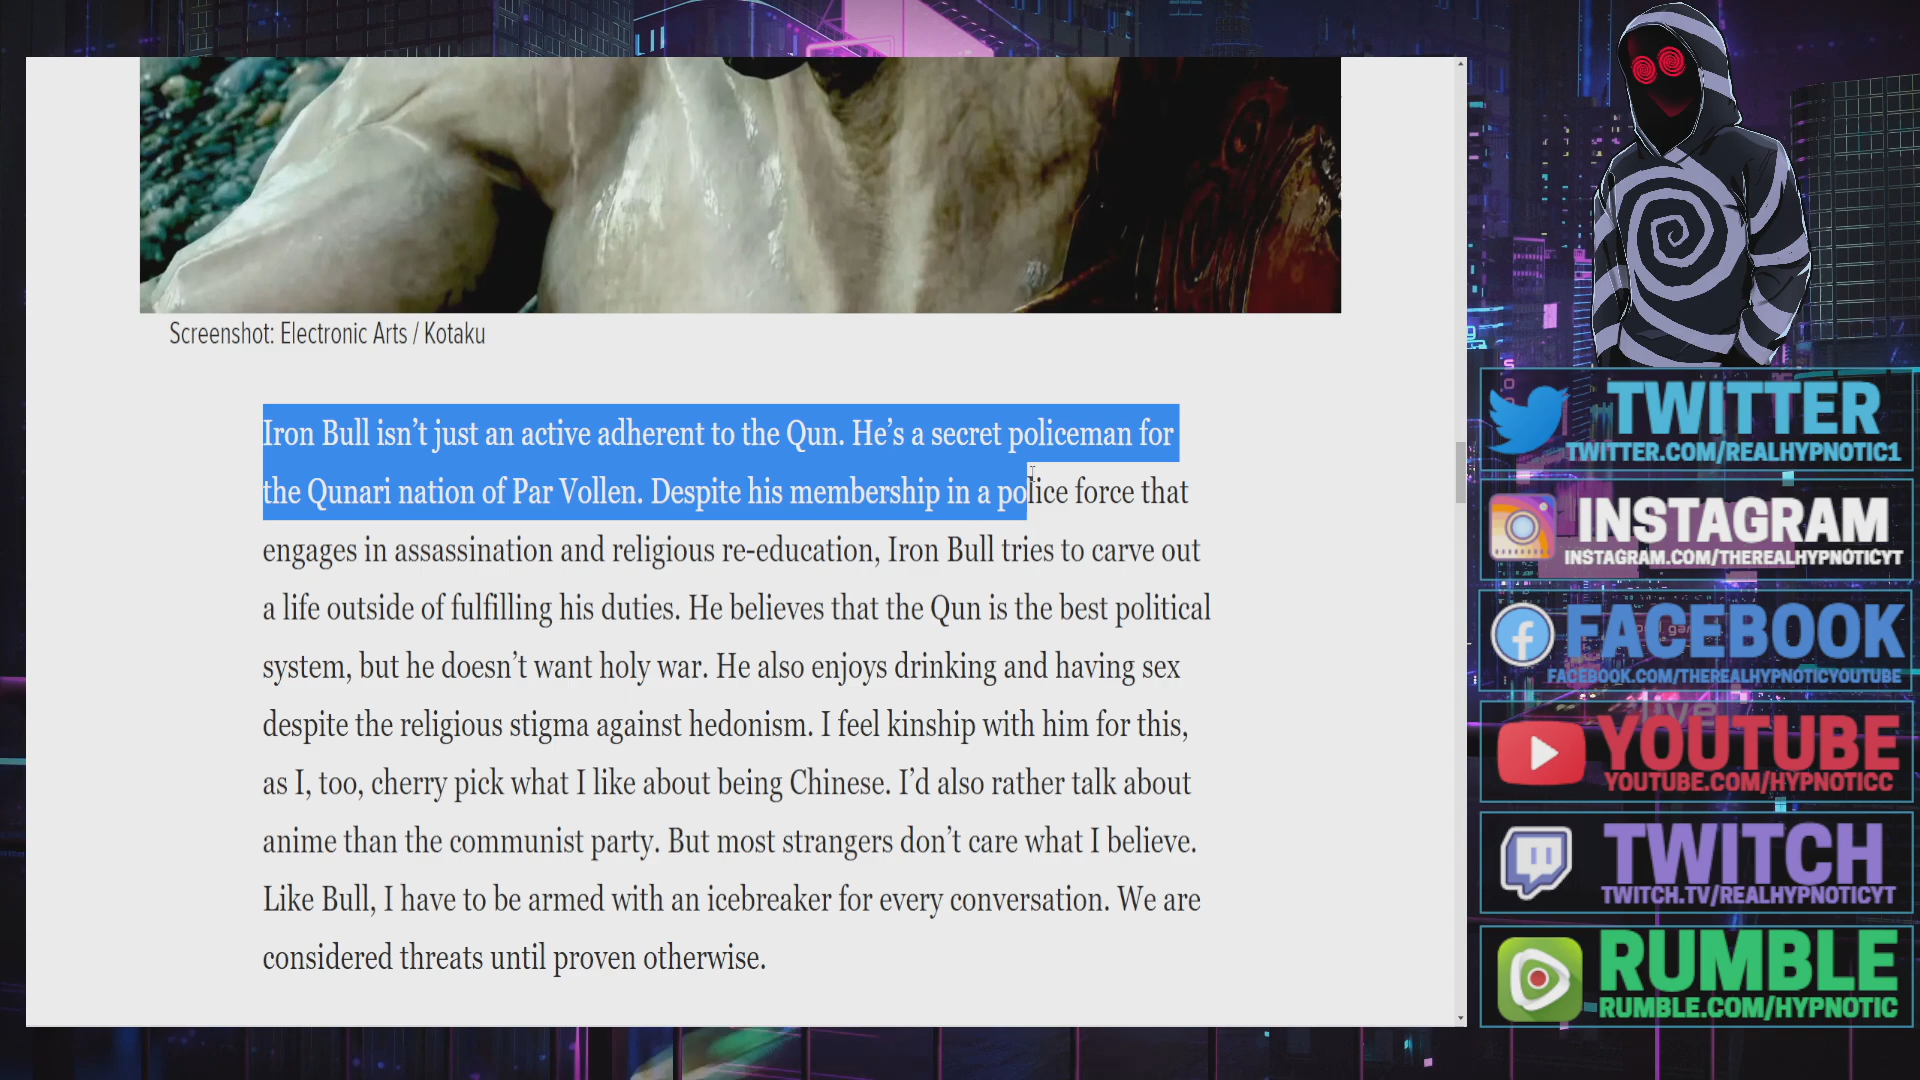 Screenshot: Electronic Arts / Kotaku
Iron Bull isn’t just an active adherent to the Qun. He’s a secret policeman for
the Qunari nation of Par Vollen. Despite his membership in a police force that
engages in assassination and religious re-education, Iron Bull tries to carve out
a life outside of fulfilling his duties. He believes that the Qun is the best political
system, but he doesn’t want holy war. He also enjoys drinking and having sex
despite the religious stigma against hedonism. I feel kinship with him for this,
as I, too, cherry pick what I like about being Chinese. I’d also rather talk about
anime than the communist party. But most strangers don’t care what I believe.
Like Bull, I have to be armed with an icebreaker for every conversation. We are
considered threats until proven otherwise.
TWITTER
TWITTER.COM/REALHYPNOTIC1
INSTAGRAM
INSTAGRAM.COM/THEREALHYPNOTICYT
FACEBOOK
FACEBOOK.COM/THEREALHYPNOTICYOUTUBE
YOUTUBE
YOUTUBE.COM/HYPNOTICC
TWITCH
TWITCH.TV/REALHYPNOTICYT
RUMBLE
RUMBLE.COM/HYPNOTIC